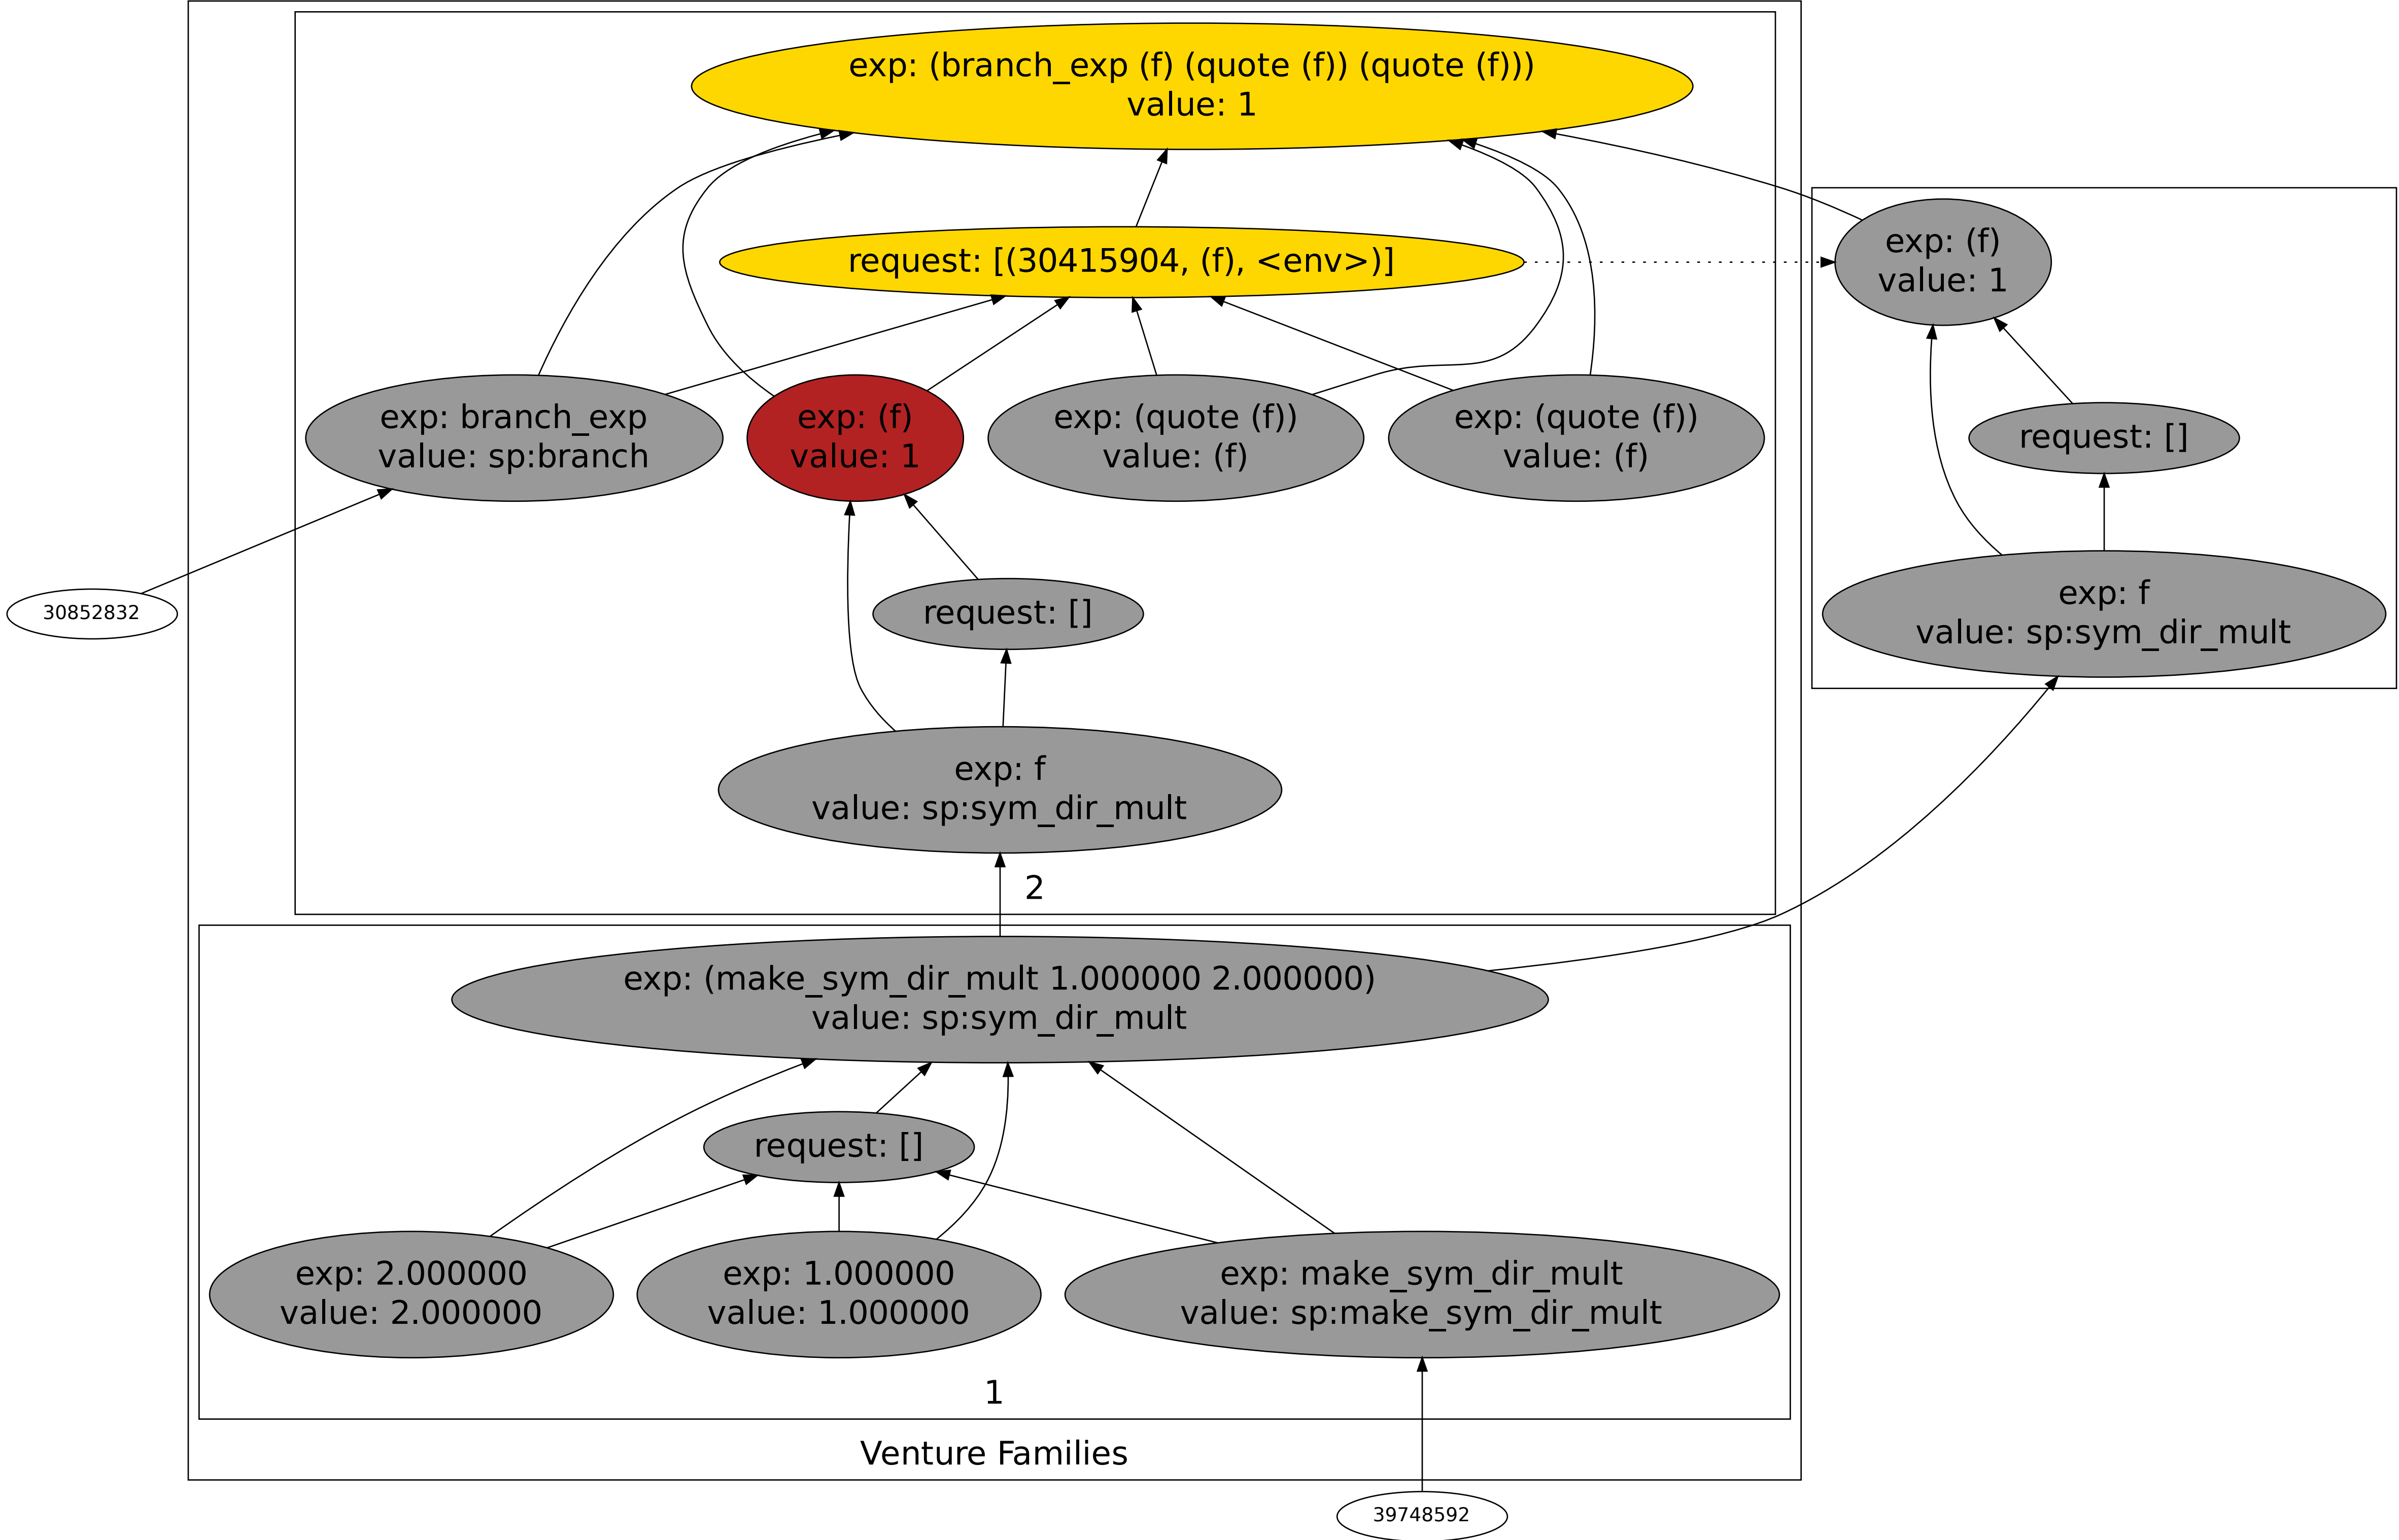 exp: (branch_exp (f) (quote (f)) (quote (f)))
value: 1
request: [(30415904, (f), <env>)]
exp: (f)
value: 1
exp: branch_exp
value: sp:branch
exp: (f)
value: 1
exp: (quote (f))
value: (f)
exp: (quote (f))
value: (f)
request: []
30852832
request: []
exp: f
value: sp:sym_dir_mult
exp: f
value: sp:sym_dir_mult
2
exp: (make_sym_dir_mult 1.000000 2.000000)
value: sp:sym_dir_mult
request: []
exp: 2.000000
value: 2.000000
exp: 1.000000
value: 1.000000
exp: make_sym_dir_mult
value: sp:make_sym_dir_mult
1
Venture Families
39748592